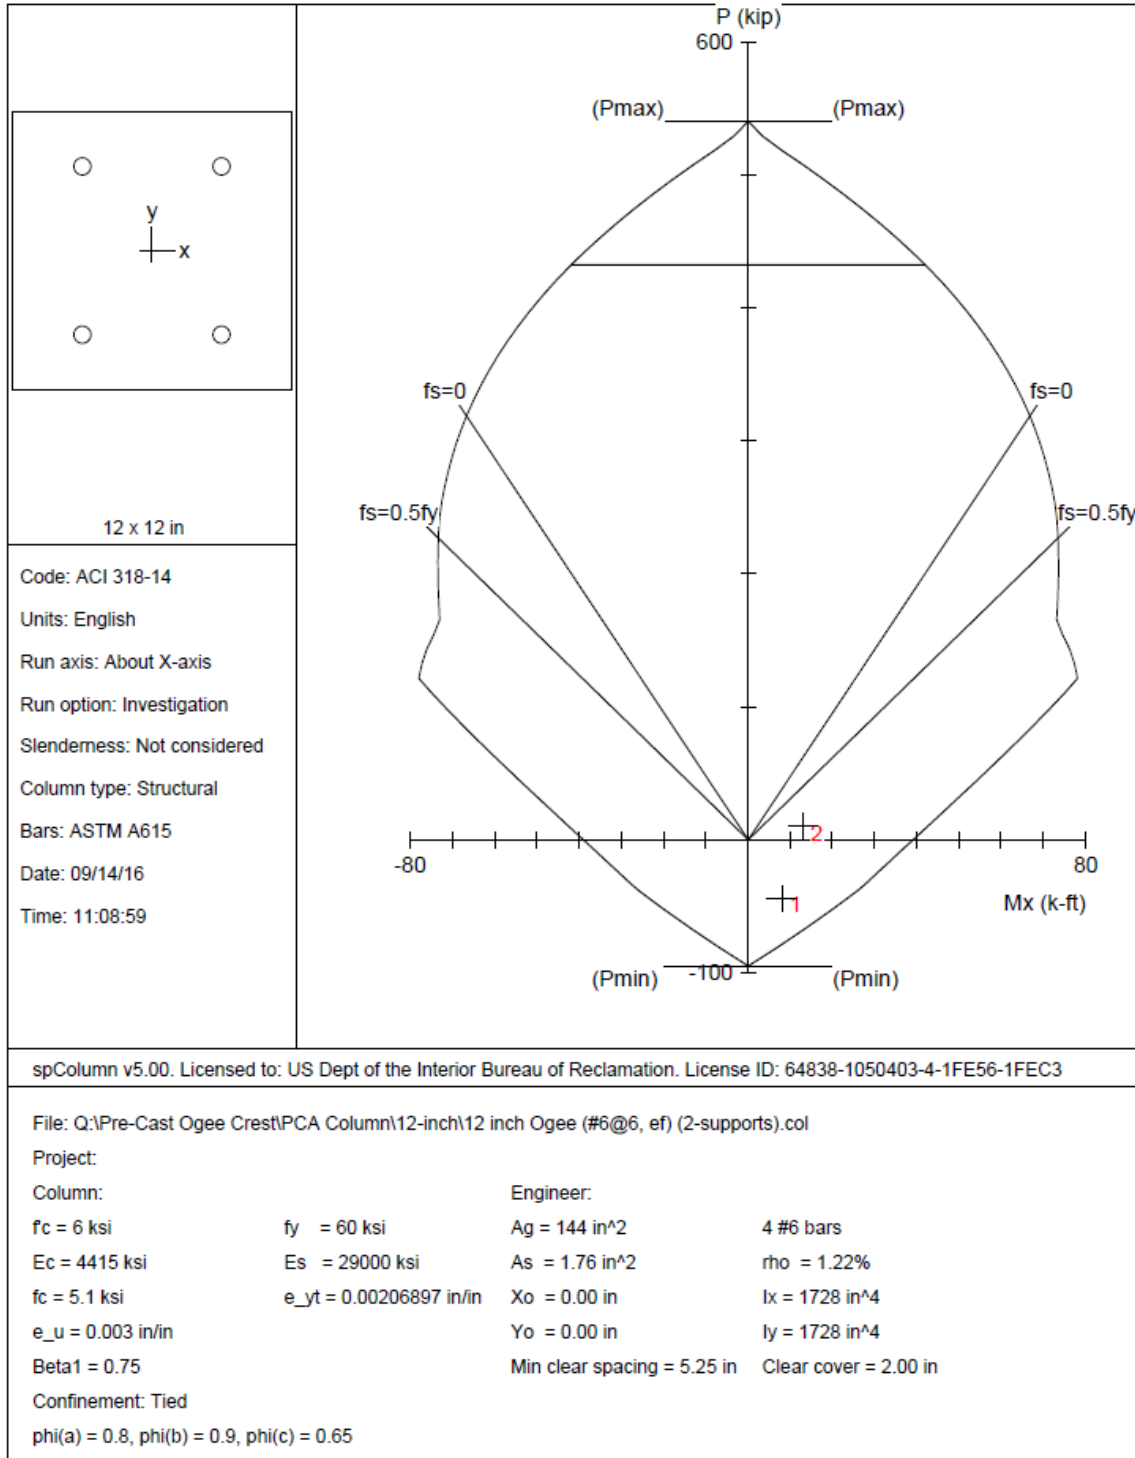 P (kip)
600
(Pmax)
(Pmax)
y
x
fs=0
fs=0
fs=0.5fy
fs=0.5fy
12 x 12 in
Code: ACI 318-14
Units: English
Run axis: About X-axis
Run option: Investigation
Slenderness: Not considered
Column type: Structural
Bars: ASTM A615
Date: 09/14/16
Time: 11:08:59
2
-80
80
Mx (k-ft)
1
(Pmin)
-100
(Pmin)
spColumn v5.00. Licensed to: US Dept of the Interior Bureau of Reclamation. License ID: 64838-1050403-4-1FE56-1FEC3
File: Q:\Pre-Cast Ogee Crest\PCA Column\12-inch\12 inch Ogee (#6@6, ef) (2-supports).col
Project:
Column: Engineer:
f'c = 6 ksi fy = 60 ksi Ag = 144 in^2 4 #6 bars
Ec = 4415 ksi Es = 29000 ksi As = 1.76 in^2 rho = 1.22%
fc = 5.1 ksi e_yt = 0.00206897 in/in Xo = 0.00 in Ix = 1728 in^4
e_u = 0.003 in/in Yo = 0.00 in Iy = 1728 in^4
Beta1 = 0.75 Min clear spacing = 5.25 in Clear cover = 2.00 in
Confinement: Tied
phi(a) = 0.8, phi(b) = 0.9, phi(c) = 0.65